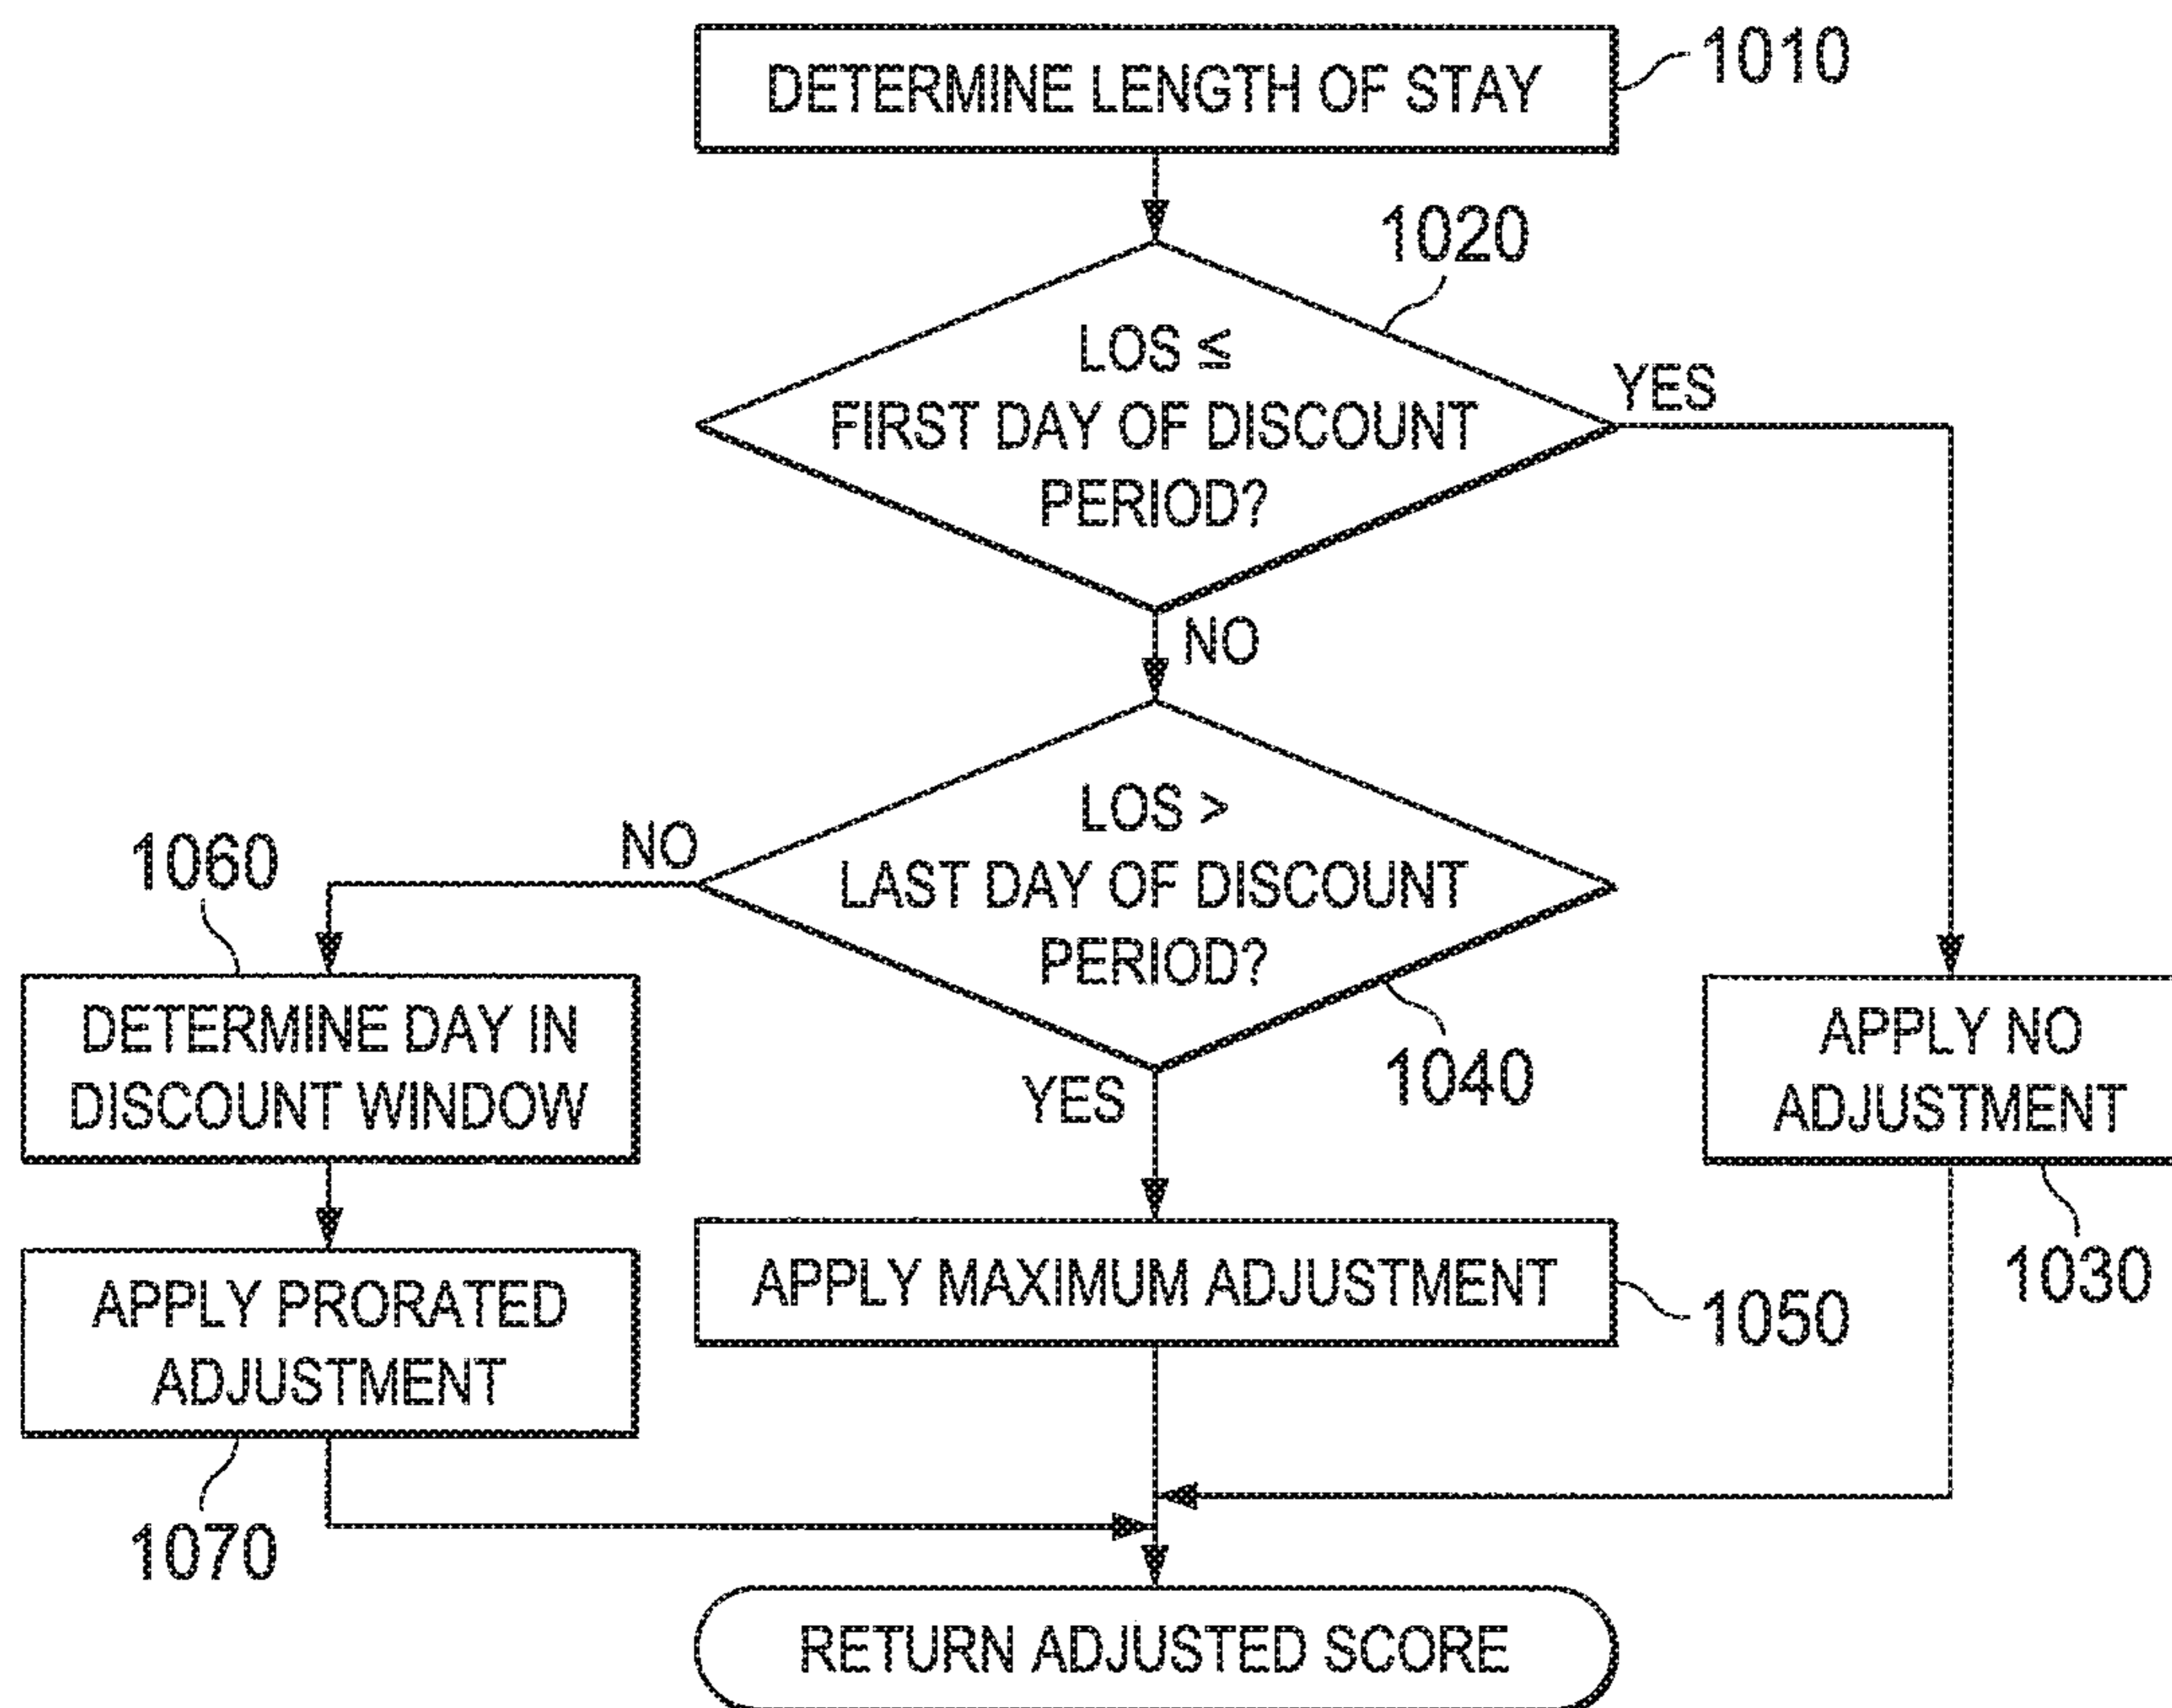 DETERMINE LENGTH OF STAY
1010
1020
LOS ≤
FIRST DAY OF DISCOUNT
PERIOD?
YES
NO
LOS >
LAST DAY OF DISCOUNT
PERIOD?
NO
1060
1040
YES
DETERMINE DAY IN
DISCOUNT WINDOW
APPLY NO
ADJUSTMENT
1030
APPLY PRORATED
ADJUSTMENT
1070
APPLY MAXIMUM ADJUSTMENT
1050
RETURN ADJUSTED SCORE